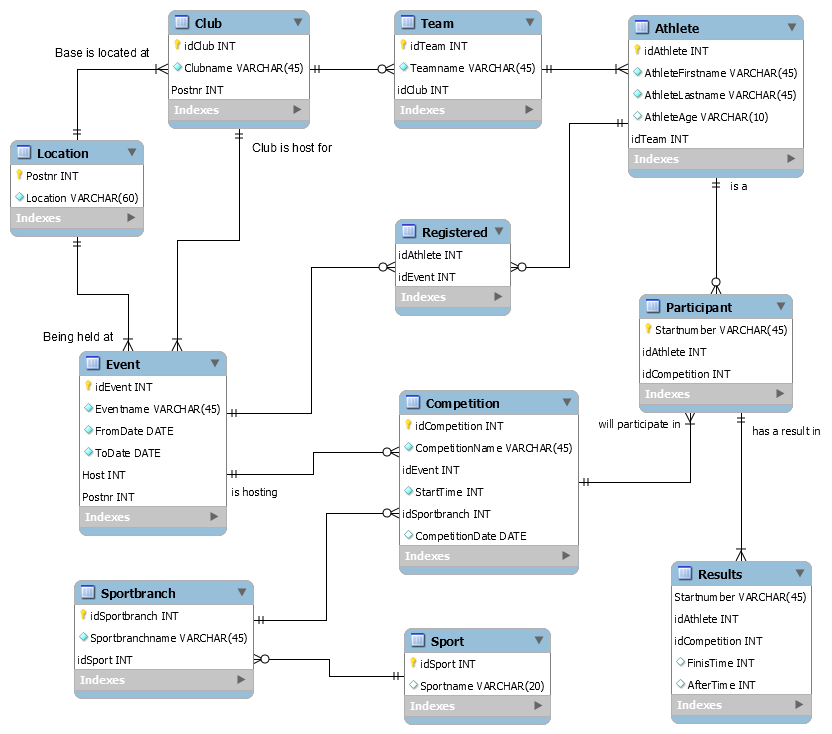 Club
idClub INT
Clubname VARCHAR(45)
Postnr INT
Indexes
Team
idTeam INT
Teamname VARCHAR(45)
idClub INT
Indexes
Athlete
idAthlete INT
AthleteFirstname VARCHAR(45)
AthleteLastname VARCHAR(45)
AthleteAge VARCHAR(10)
idTeam INT
Indexes
Base is located at
Club is host for
Location
Postnr INT
Location VARCHAR(60)
Indexes
is a
Registered
idAthlete INT
idEvent INT
Indexes
Participant
Startnumber VARCHAR(45)
idAthlete INT
idCompetition INT
Indexes
Being held at
Event
idEvent INT
Eventname VARCHAR(45)
FromDate DATE
ToDate DATE
Host INT
Postnr INT
Indexes
is hosting
Competition
idCompetition INT
CompetitionName VARCHAR(45)
idEvent INT
StartTime INT
idSportbranch INT
CompetitionDate DATE
Indexes
will participate in
has a result in
Sportbranch
idSportbranch INT
Sportbranchname VARCHAR(45)
idSport INT
Indexes
Sport
idSport INT
Sportname VARCHAR(20)
Indexes
Results
Startnumber VARCHAR(45)
idAthlete INT
idCompetition INT
FinisTime INT
AfterTime INT
Indexes